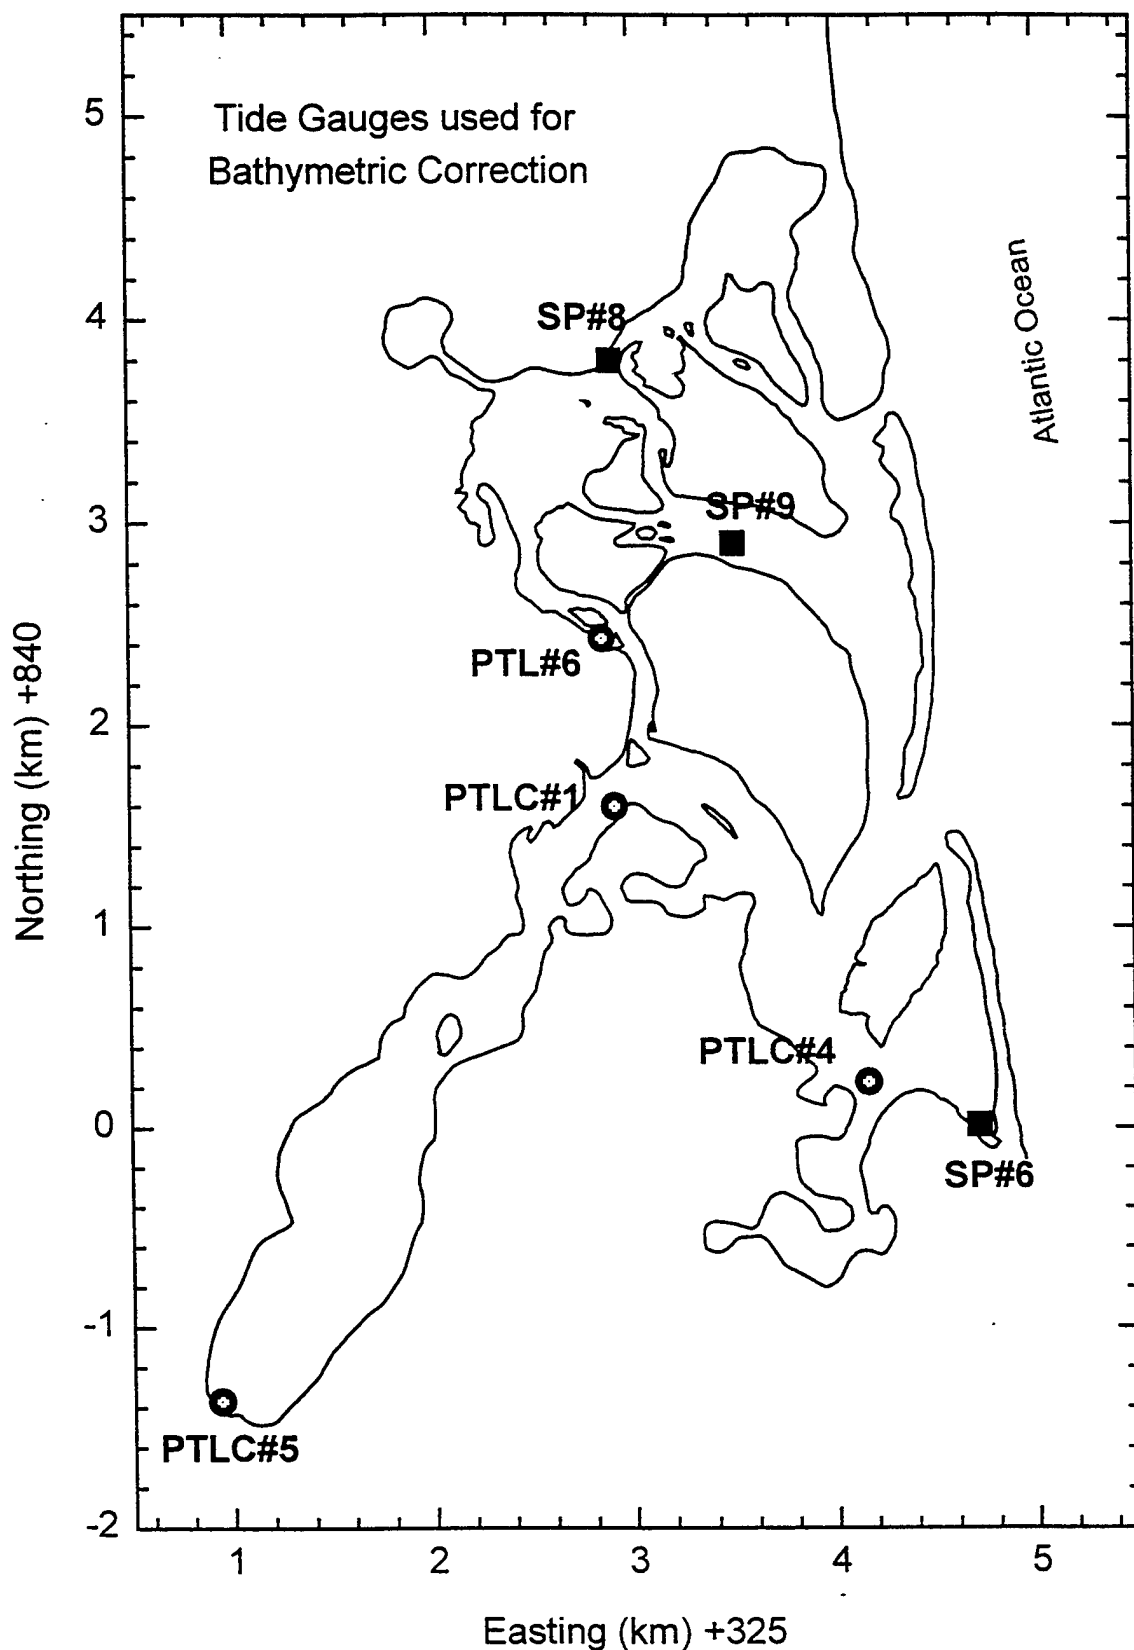 Tide Gauges used for
Bathymetric Correction
Atlantic Ocean
SP#8
SP#9
PTL#6
PTLC#1
PTLC#4
SP#6
PTLC#5
Northing (km) +840
5
4
3
2
1
0
-1
-2
1
2
3
4
5
Easting (km) +325